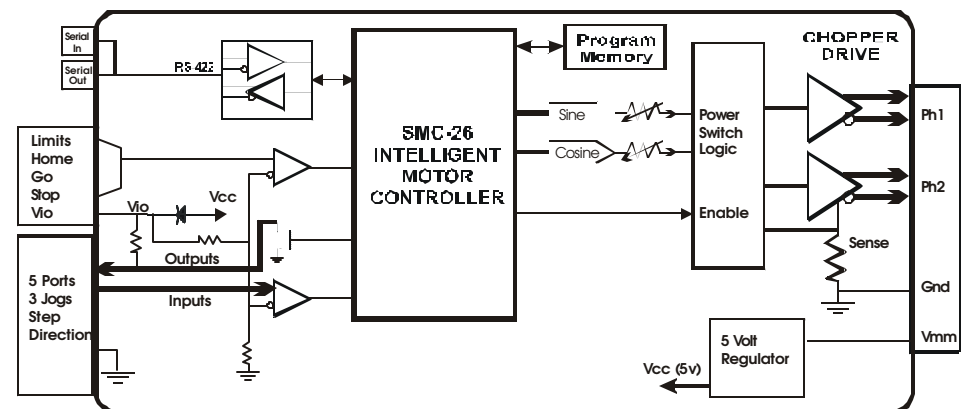 Serial
In
Serial
Out
RS-422
Limits
Home
Go
Stop
Vio
Vio
Vcc
Outputs
Inputs
5 Ports
3 Jogs
Step
Direction
SMC-26
INTELLIGENT
MOTOR
CONTROLLER
Program
Memory
Sine
Cosine
Power
Switch
Logic
Enable
CHOPPER
DRIVE
Ph1
Ph2
Sense
Gnd
Vmm
5 Volt
Regulator
Vcc (5v)